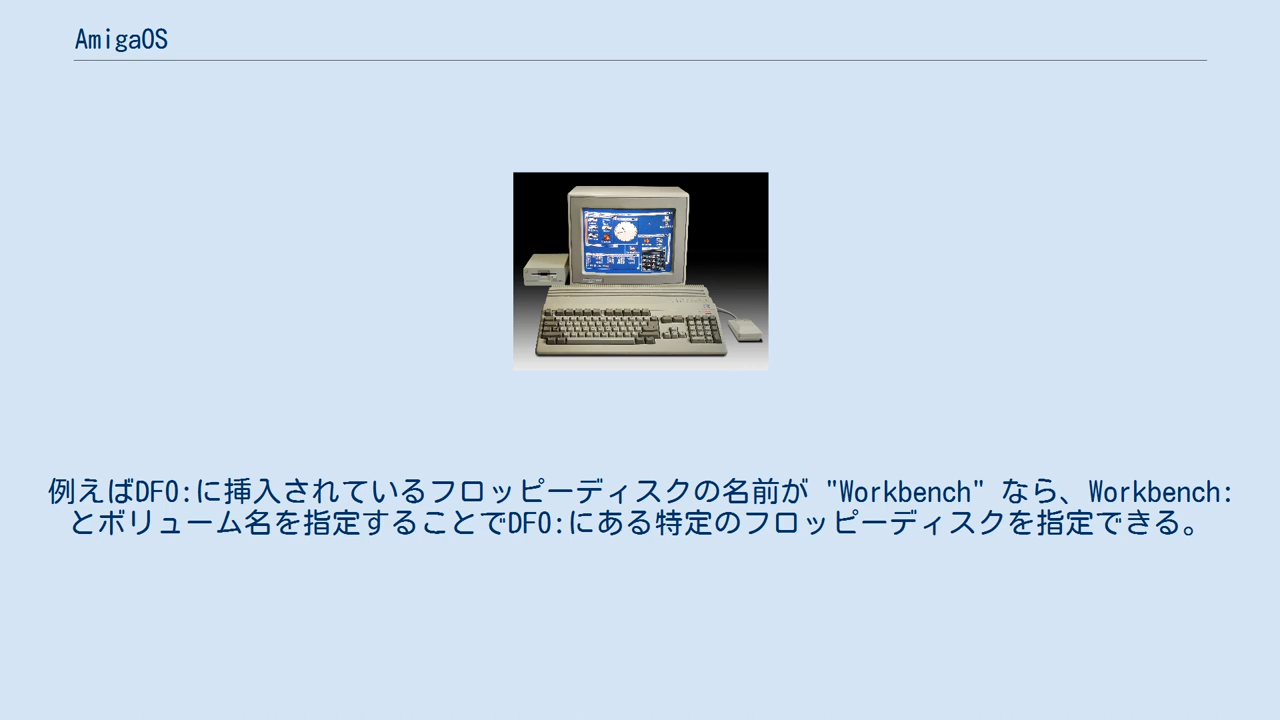 AmigaOS
例えばDF0:に挿入されているフロッピーディスクの名前が "Workbench" なら、Workbench:
とボリューム名を指定することでDF0:にある特定のフロッピーディスクを指定できる。